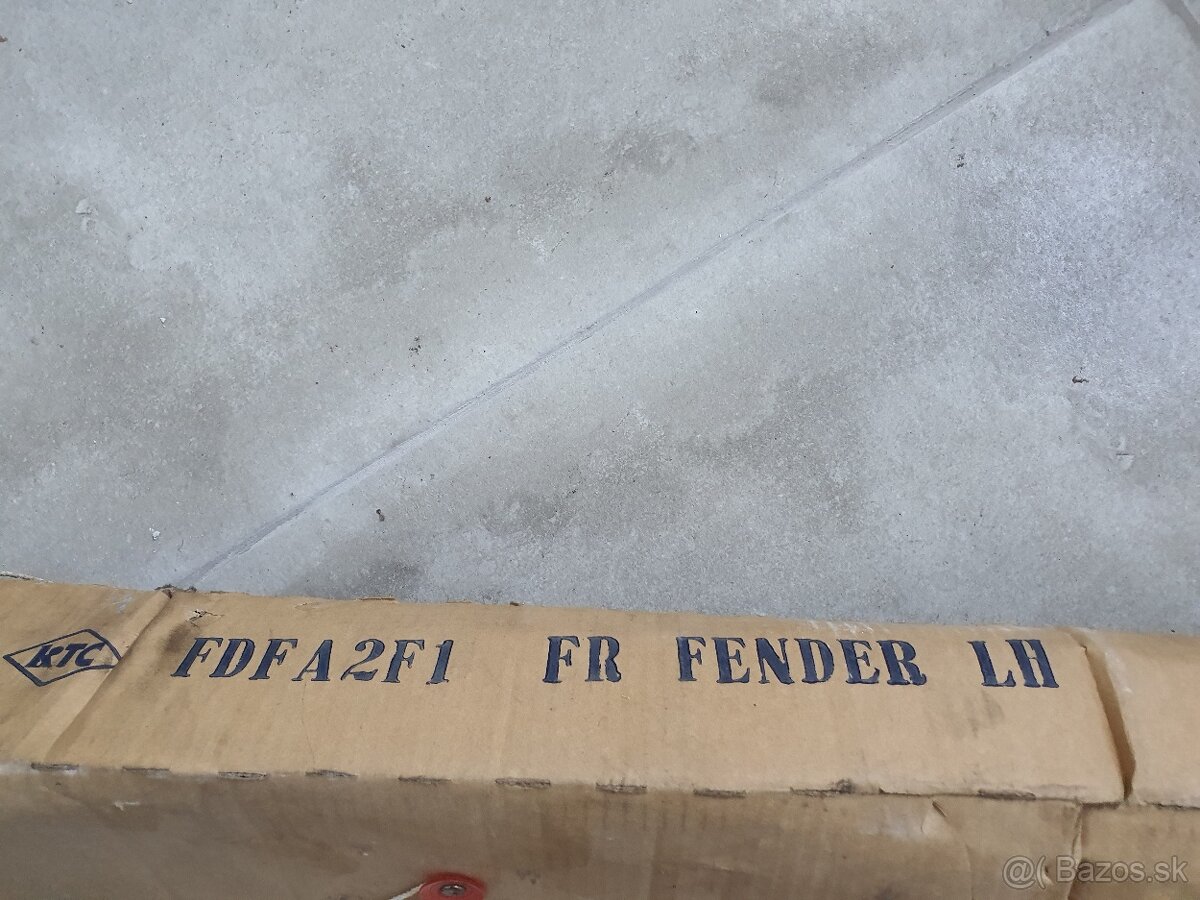 KTC FDFA2F1 FR FENDER LH
@( Bazos.sk